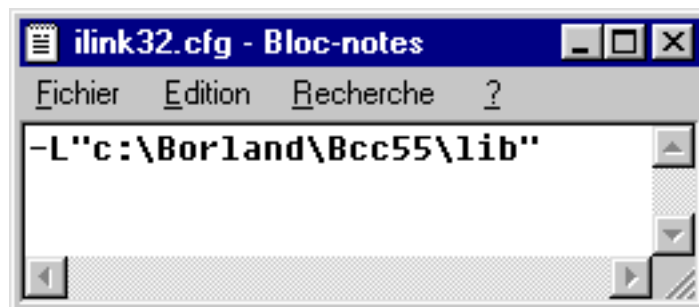 ilink32.cfg - Bloc-notes
Fichier Edition Recherche ?
-L"c:\Borland\Bcc55\lib"